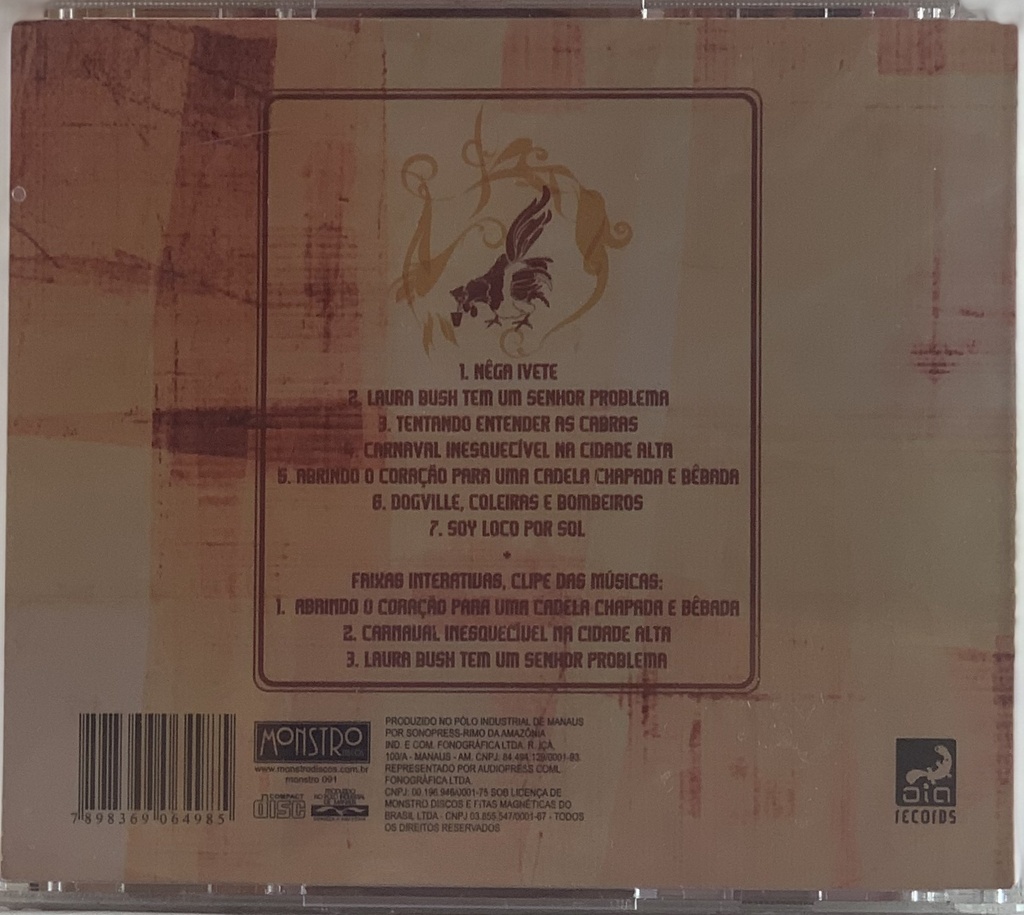 1. NÊGA IVETE
2. LAURA BUSH TEM UM SENHOR PROBLEMA
3. TENTANDO ENTENDER AS CABRAS
4. CARNAVAL INESQUECÍVEL NA CIDADE ALTA
5. ABRINDO O CORAÇÃO PARA UMA CADELA CHAPADA E BÊBADA
6. DOGVILLE, COLEIRAS E BOMBEIROS
7. SOY LOCO POR SOL
FAIXAS INTERATIVAS, CLIPE DAS MÚSICAS:
1. ABRINDO O CORAÇÃO PARA UMA CADELA CHAPADA E BÊBADA
2. CARNAVAL INESQUECÍVEL NA CIDADE ALTA
3. LAURA BUSH TEM UM SENHOR PROBLEMA
7 898369 064985
MONSTRO
www.monstrodiscos.com.br
monstro 091
COMPACT
disc
PRODUZIDO NO PÓLO INDUSTRIAL DE MANAUS
POR SONOPRESS-RIMO DA AMAZÔNIA
IND. E COM. FONOGRÁFICA LTDA. R. IÇÁ,
100/A - MANAUS - AM. CNPJ: 84.494.129/0001-93
REPRESENTADO POR AUDIOPRESS COML.
FONOGRÁFICA LTDA.
CNPJ: 00.196.946/0001-75 SOB LICENÇA DE
MONSTRO DISCOS E FITAS MAGNÉTICAS DO
BRASIL LTDA - CNPJ 03.855.547/0001-67 - TODOS
OS DIREITOS RESERVADOS
oia
records